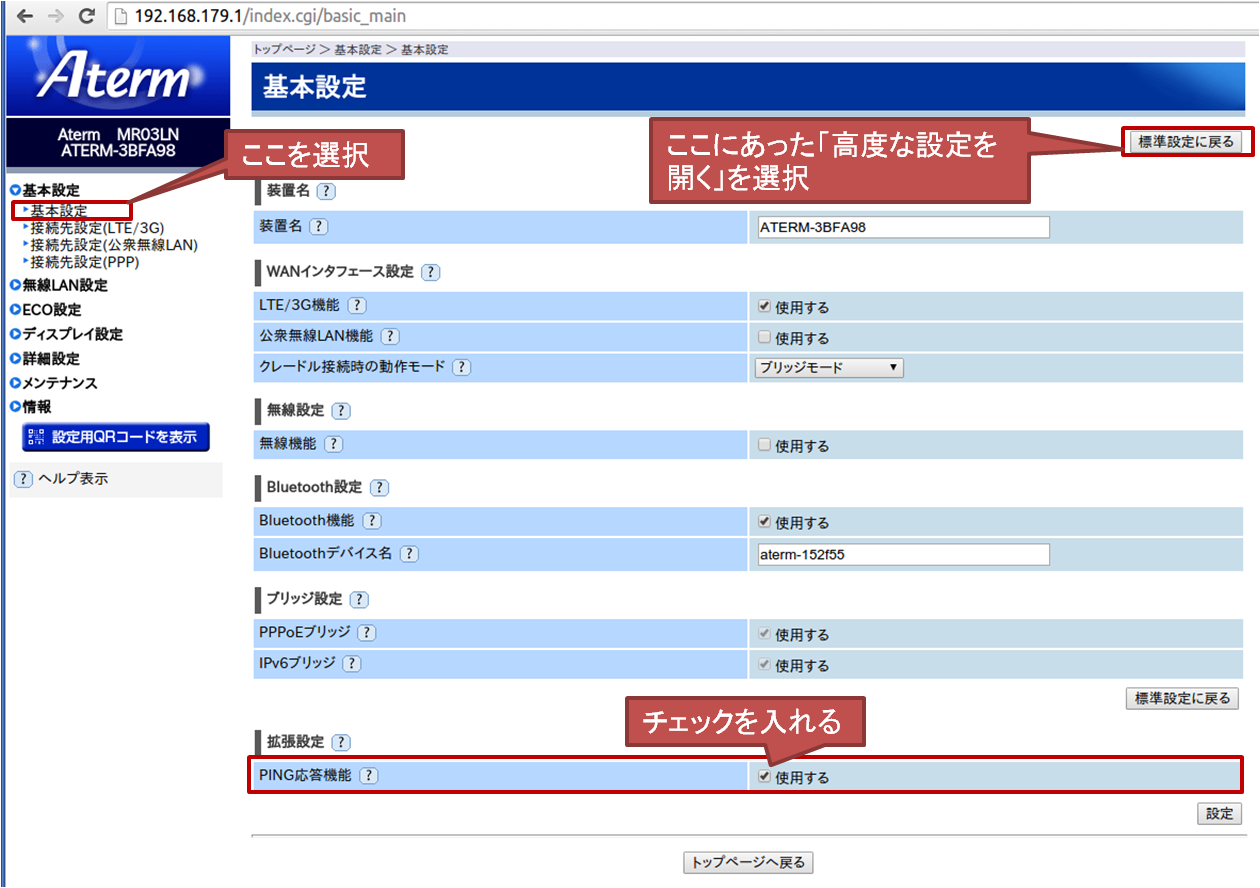 192.168.179.1/index.cgi/basic_main
Aterm
Aterm MR03LN
ATERM-3BFA98
基本設定
基本設定
接続先設定(LTE/3G)
接続先設定(公衆無線LAN)
接続先設定(PPP)
無線LAN設定
ECO設定
ディスプレイ設定
詳細設定
メンテナンス
情報
設定用QRコードを表示
? ヘルプ表示
ここを選択
トップページ > 基本設定 > 基本設定
基本設定
ここにあった「高度な設定を
開く」を選択
標準設定に戻る
装置名 ?
装置名 ? ATERM-3BFA98
WANインタフェース設定 ?
LTE/3G機能 ? 使用する
公衆無線LAN機能 ? 使用する
クレードル接続時の動作モード ? ブリッジモード ▼
無線設定 ?
無線機能 ? 使用する
Bluetooth設定 ?
Bluetooth機能 ? 使用する
Bluetoothデバイス名 ? aterm-152f55
ブリッジ設定 ?
PPPoEブリッジ ? 使用する
IPv6ブリッジ ? 使用する
標準設定に戻る
チェックを入れる
拡張設定 ?
PING応答機能 ? 使用する
設定
トップページへ戻る